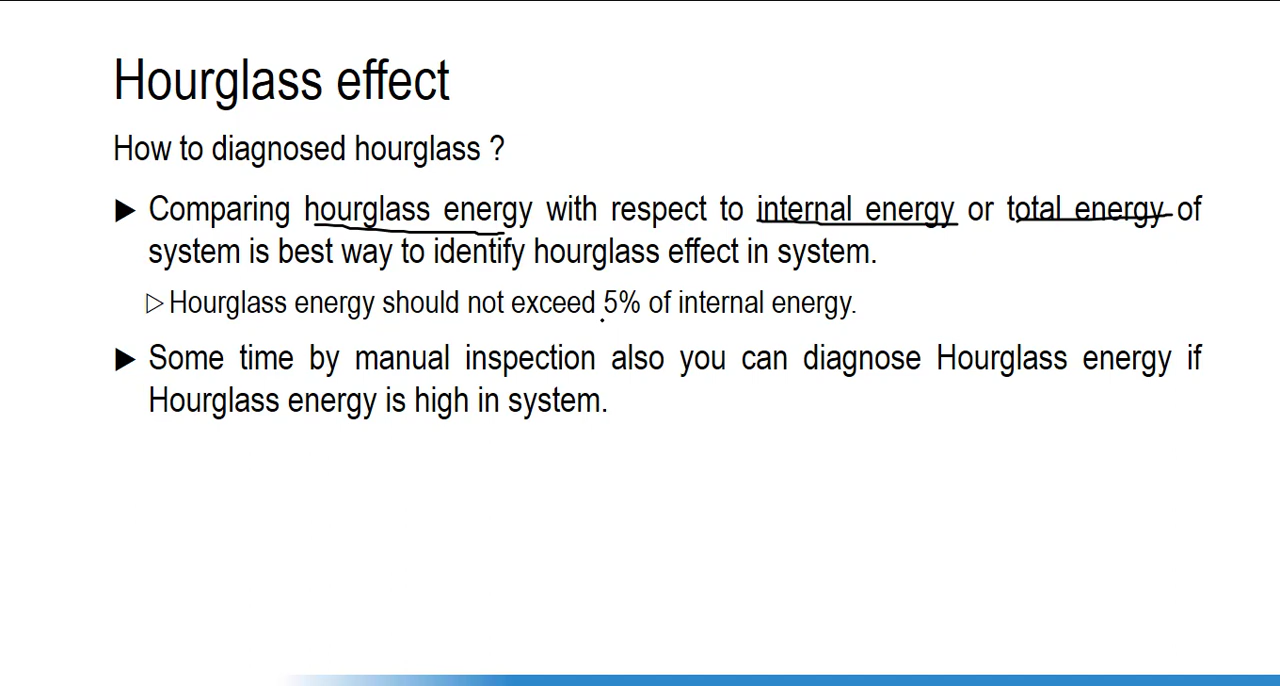 Hourglass effect
How to diagnosed hourglass ?
Comparing hourglass energy with respect to internal energy or total energy of
system is best way to identify hourglass effect in system.
Hourglass energy should not exceed 5% of internal energy.
Some time by manual inspection also you can diagnose Hourglass energy if
Hourglass energy is high in system.